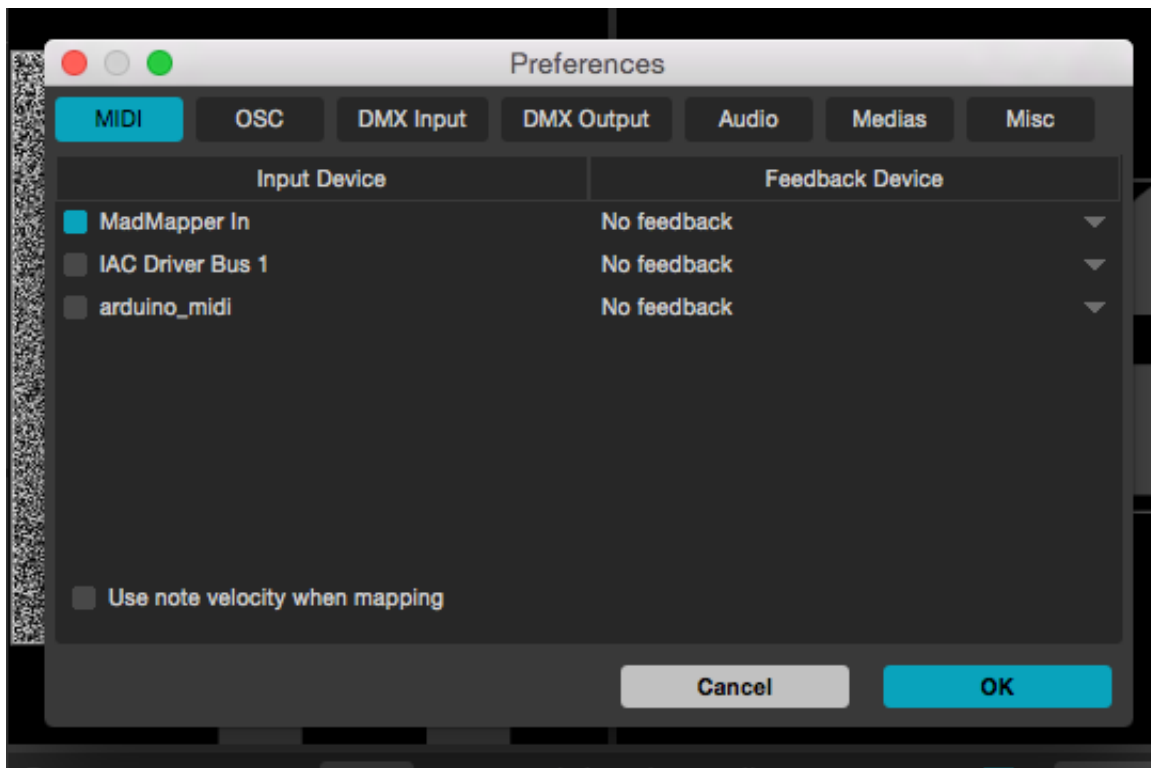 Preferences
MIDI OSC DMX Input DMX Output Audio Medias Misc
Input Device Feedback Device
MadMapper In No feedback
IAC Driver Bus 1 No feedback
arduino_midi No feedback
Use note velocity when mapping
Cancel OK